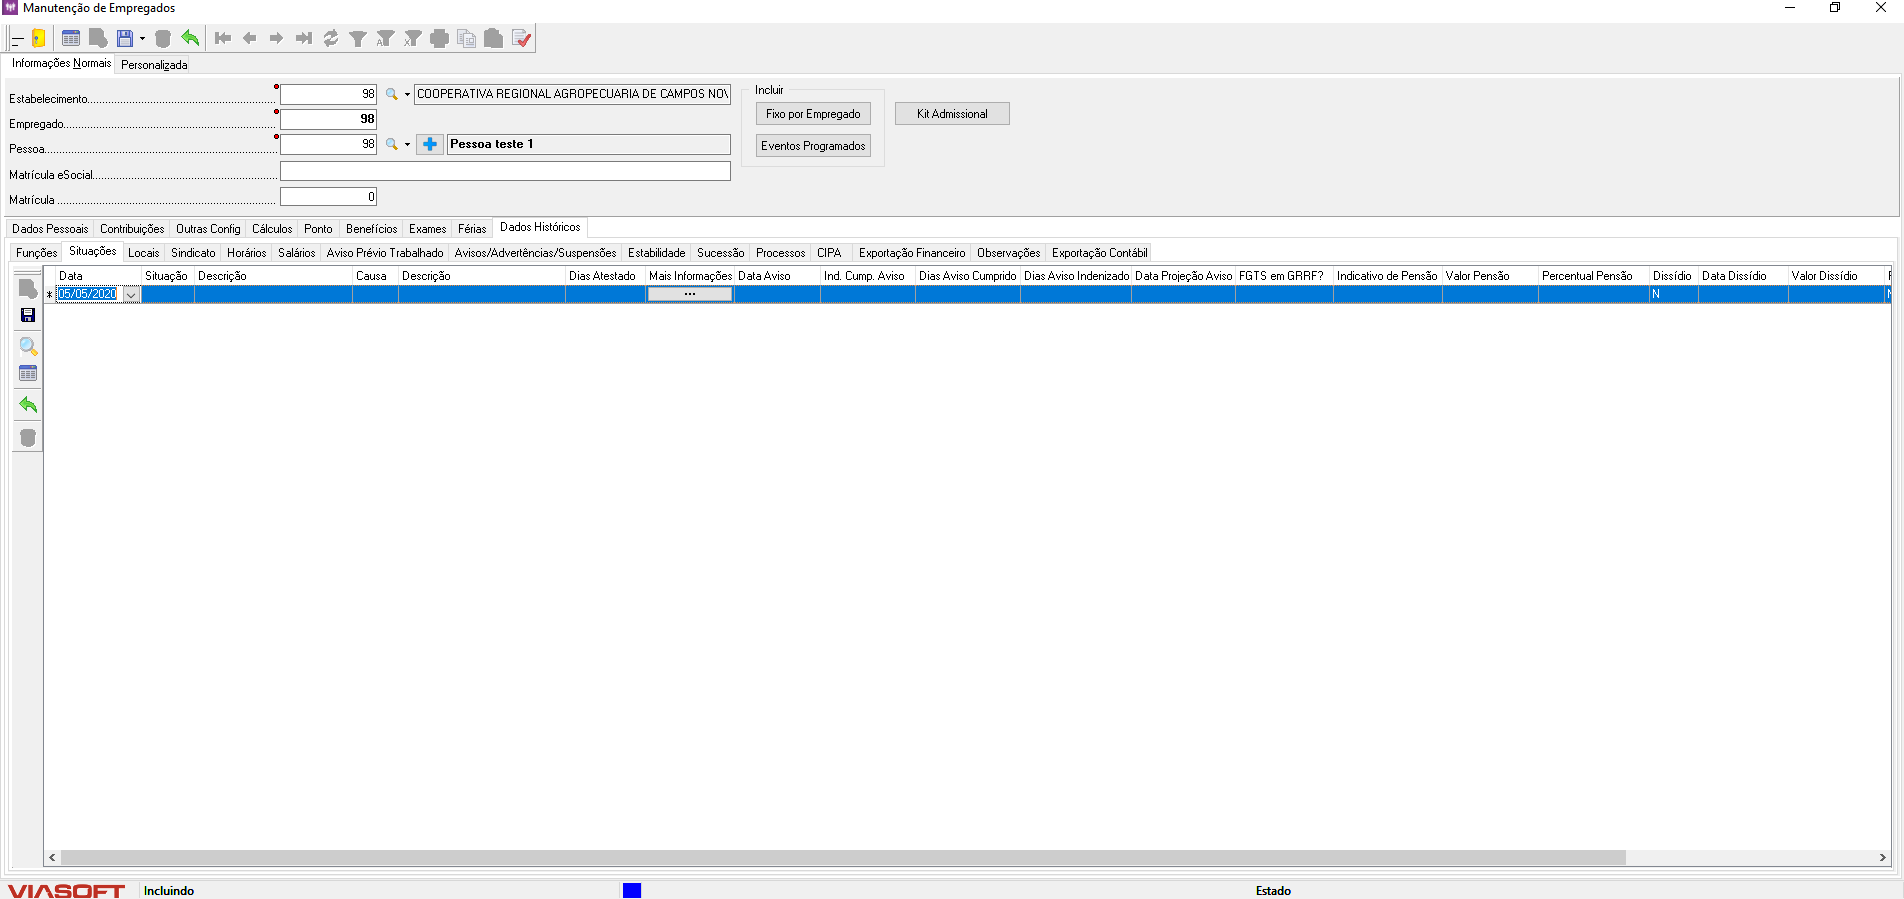 Manutenção de Empregados
Informações Normais Personalizada
Estabelecimento 98 COOPERATIVA REGIONAL AGROPECUARIA DE CAMPOS NOV
Empregado 98
Pessoa 98 Pessoa teste 1
Matrícula eSocial
Matrícula 0
Incluir
Fixo por Empregado
Eventos Programados
Kit Admissional
Dados Pessoais Contribuições Outras Config Cálculos Ponto Benefícios Exames Férias Dados Históricos
Funções Situações Locais Sindicato Horários Salários Aviso Prévio Trabalhado Avisos/Advertências/Suspensões Estabilidade Sucessão Processos CIPA Exportação Financeiro Observações Exportação Contábil
Data Situação Descrição Causa Descrição Dias Atestado Mais Informações Data Aviso Ind. Cump. Aviso Dias Aviso Cumprido Dias Aviso Indenizado Data Projeção Aviso FGTS em GRRF? Indicativo de Pensão Valor Pensão Percentual Pensão Dissídio Data Dissídio Valor Dissídio
* 05/05/2020 ... N
VIASOFT Incluindo Estado